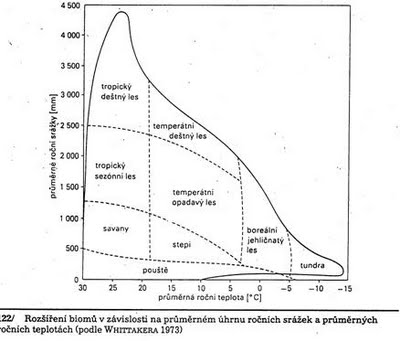 4 500
4 000
3 500
3 000
2 500
2 000
1 500
1 000
500
0
průměrné roční srážky [mm]
tropický
deštný les
temperátní
deštný les
tropický
sezónní les
temperátní
opadavý les
boreální
jehličnatý
les
savany
stepi
tundra
pouště
30 25 20 15 10 5 0 -5 -10 -15
průměrná roční teplota [°C]
22/ Rozšíření biomů v závislosti na průměrném úhrnu ročních srážek a průměrných
očních teplotách (podle WHITTAKERA 1973)